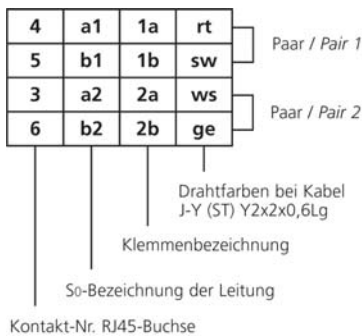 4 a1 1a rt
5 b1 1b sw
Paar / Pair 1
3 a2 2a ws
6 b2 2b ge
Paar / Pair 2
Drahtfarben bei Kabel
J-Y (ST) Y2x2x0,6Lg
Klemmenbezeichnung
S0-Bezeichnung der Leitung
Kontakt-Nr. RJ45-Buchse